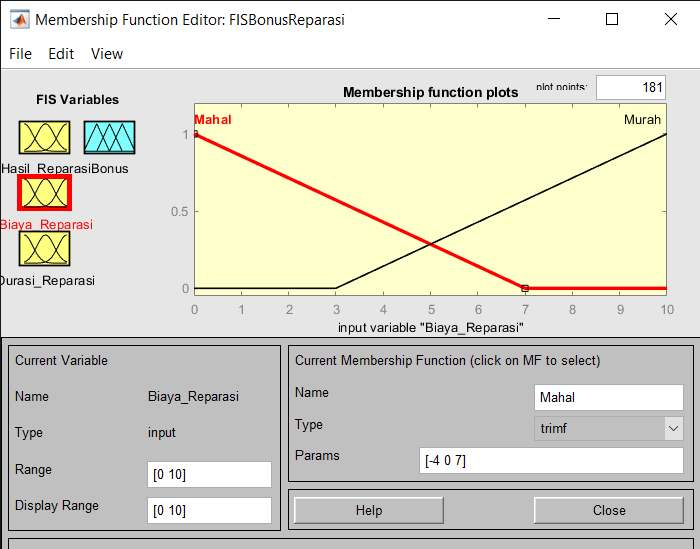 Membership Function Editor: FISBonusReparasi
File Edit View
FIS Variables
Membership function plots
plot points:
181
Hasil_Reparasi
Bonus
Biaya_Reparasi
Durasi_Reparasi
Mahal
Murah
1
0.5
0
0 1 2 3 4 5 6 7 8 9 10
input variable "Biaya_Reparasi"
Current Variable
Name Biaya_Reparasi
Type input
Range [0 10]
Display Range [0 10]
Current Membership Function (click on MF to select)
Name Mahal
Type trimf
Params [-4 0 7]
Help Close